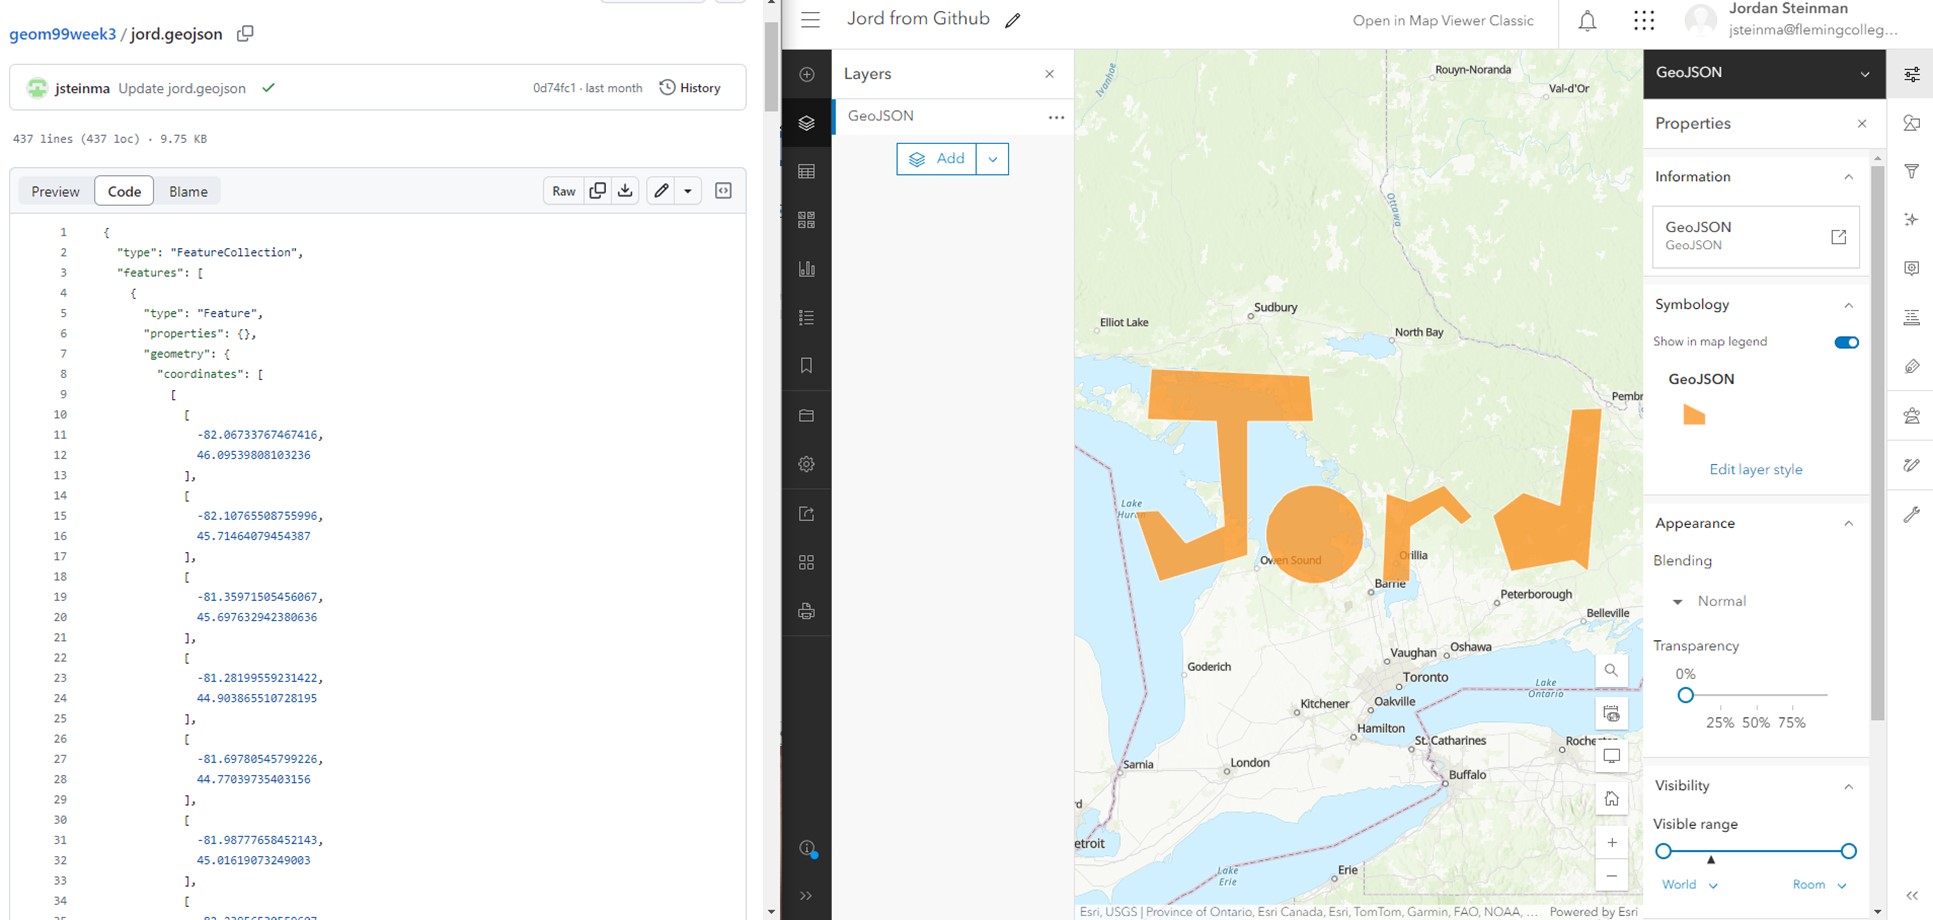 geom99week3 / jord.geojson
jsteinma Update jord.geojson
0d74fc1 · last month
History
437 lines (437 loc) · 9.75 KB
Preview
Code
Blame
Raw
1 {
2 "type": "FeatureCollection",
3 "features": [
4 {
5 "type": "Feature",
6 "properties": {},
7 "geometry": {
8 "coordinates": [
9 [
10 [
11 -82.06733767467416,
12 46.09539808103236
13 ],
14 [
15 -82.10765508755996,
16 45.71464079454387
17 ],
18 [
19 -81.35971505456067,
20 45.697632942380636
21 ],
22 [
23 -81.28199559231422,
24 44.903865510728195
25 ],
26 [
27 -81.69780545799226,
28 44.77039735403156
29 ],
30 [
31 -81.98777658452143,
32 45.01619073249003
33 ],
34 [
Jord from Github
Open in Map Viewer Classic
Jordan Steinman
jsteinma@flemingcolleg...
Layers
GeoJSON
Add
Ivanhoe
Rouyn-Noranda
Val-d'Or
Ottawa
Sudbury
Elliot Lake
North Bay
Pembr
Jord
Lake
Huron
Owen Sound
Orillia
Barrie
Peterborough
Belleville
Goderich
Vaughan
Oshawa
Toronto
Lake
Ontario
Kitchener
Oakville
Hamilton
St. Catharines
Sarnia
London
Buffalo
rd
etroit
Lake
Erie
Erie
Esri, USGS | Province of Ontario, Esri Canada, Esri, TomTom, Garmin, FAO, NOAA, ...
Powered by Esri
GeoJSON
Properties
Information
GeoJSON
GeoJSON
Symbology
Show in map legend
GeoJSON
Edit layer style
Appearance
Blending
Normal
Transparency
0%
25% 50% 75%
Visibility
Visible range
World
Room